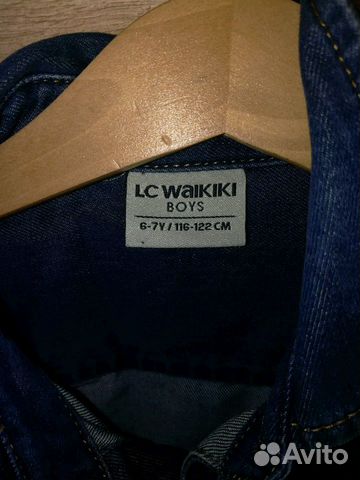 LC WAIKIKI
BOYS
6-7Y / 116-122 CM
Avito